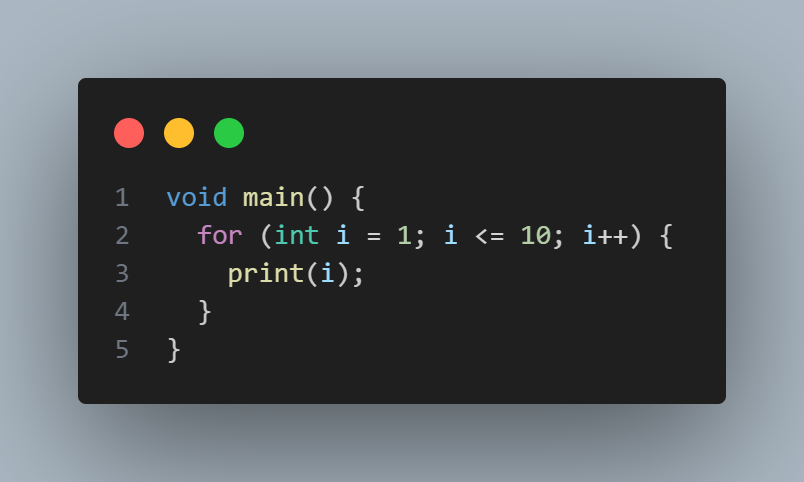 1 void main() {
2   for (int i = 1; i <= 10; i++) {
3     print(i);
4   }
5 }